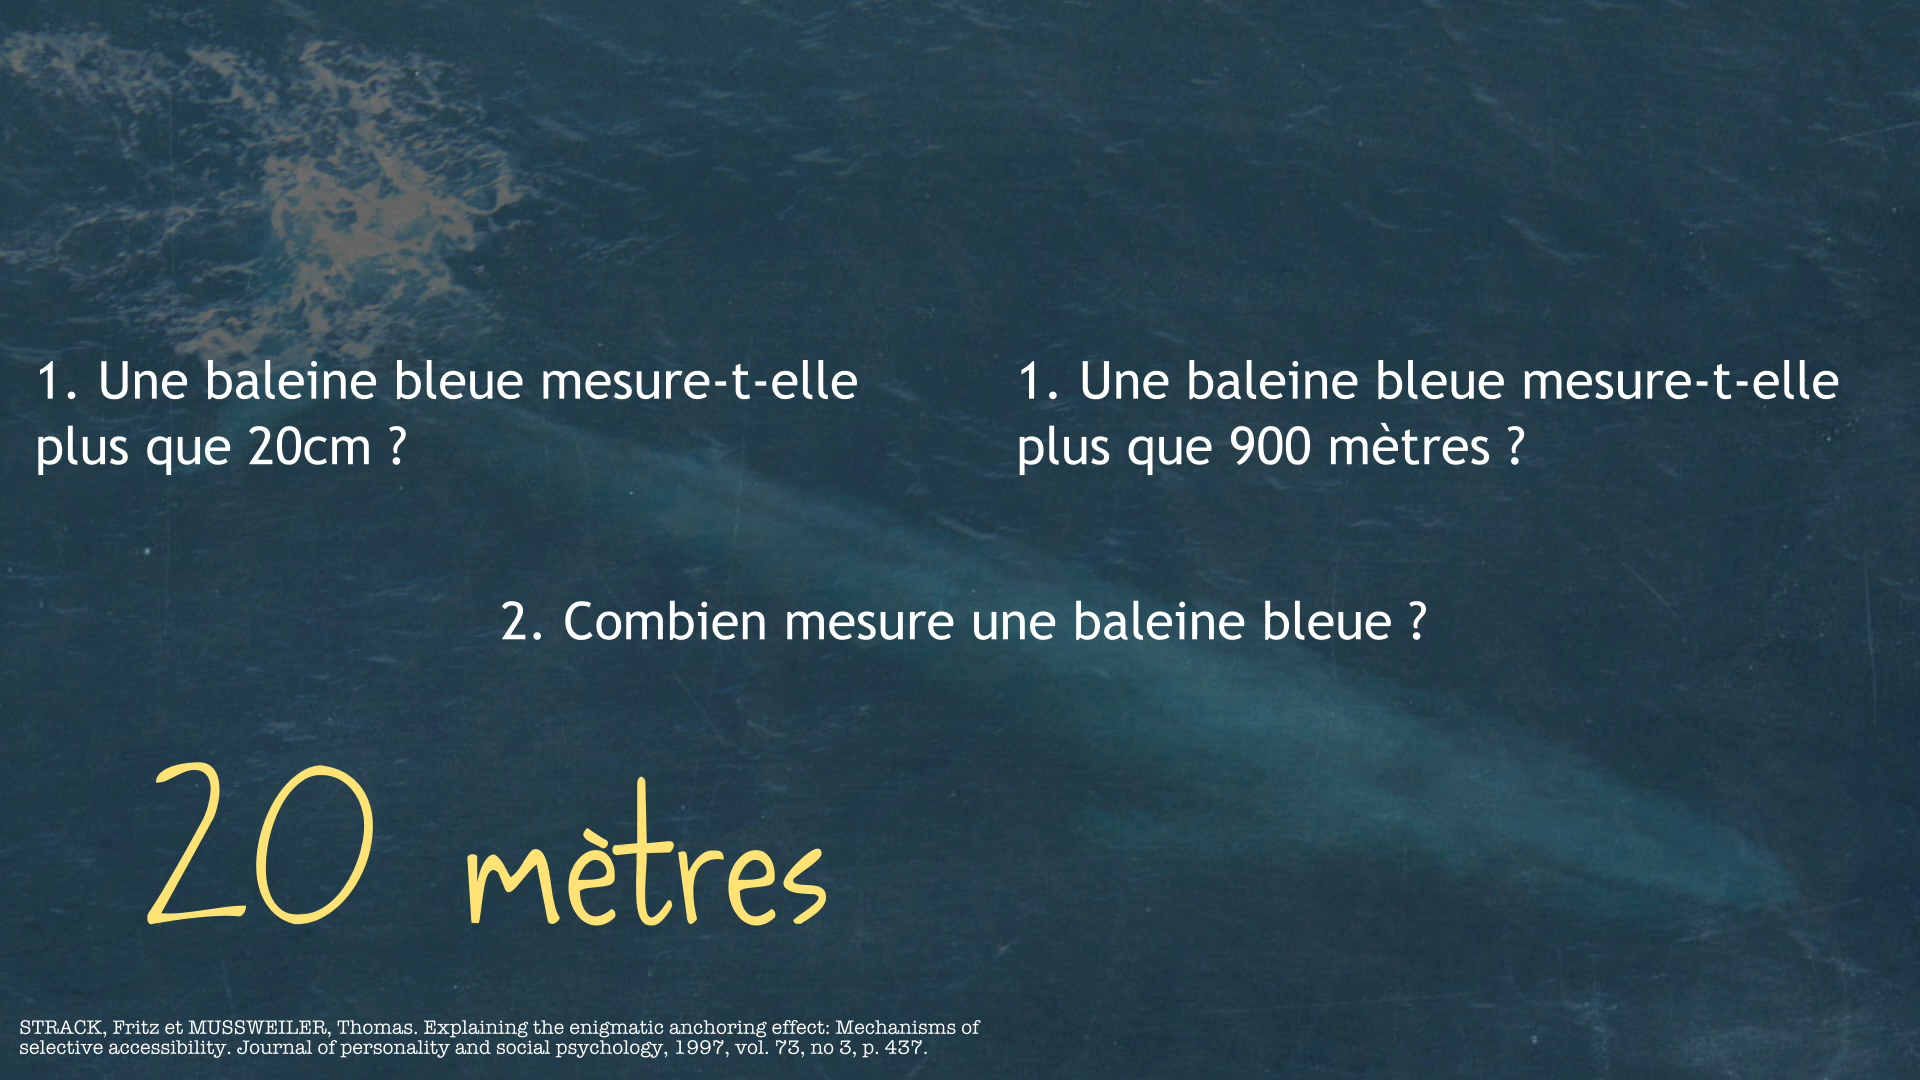 1. Une baleine bleue mesure-t-elle
plus que 20cm ?
1. Une baleine bleue mesure-t-elle
plus que 900 mètres ?
2. Combien mesure une baleine bleue ?
20 mètres
STRACK, Fritz et MUSSWEILER, Thomas. Explaining the enigmatic anchoring effect: Mechanisms of
selective accessibility. Journal of personality and social psychology, 1997, vol. 73, no 3, p. 437.